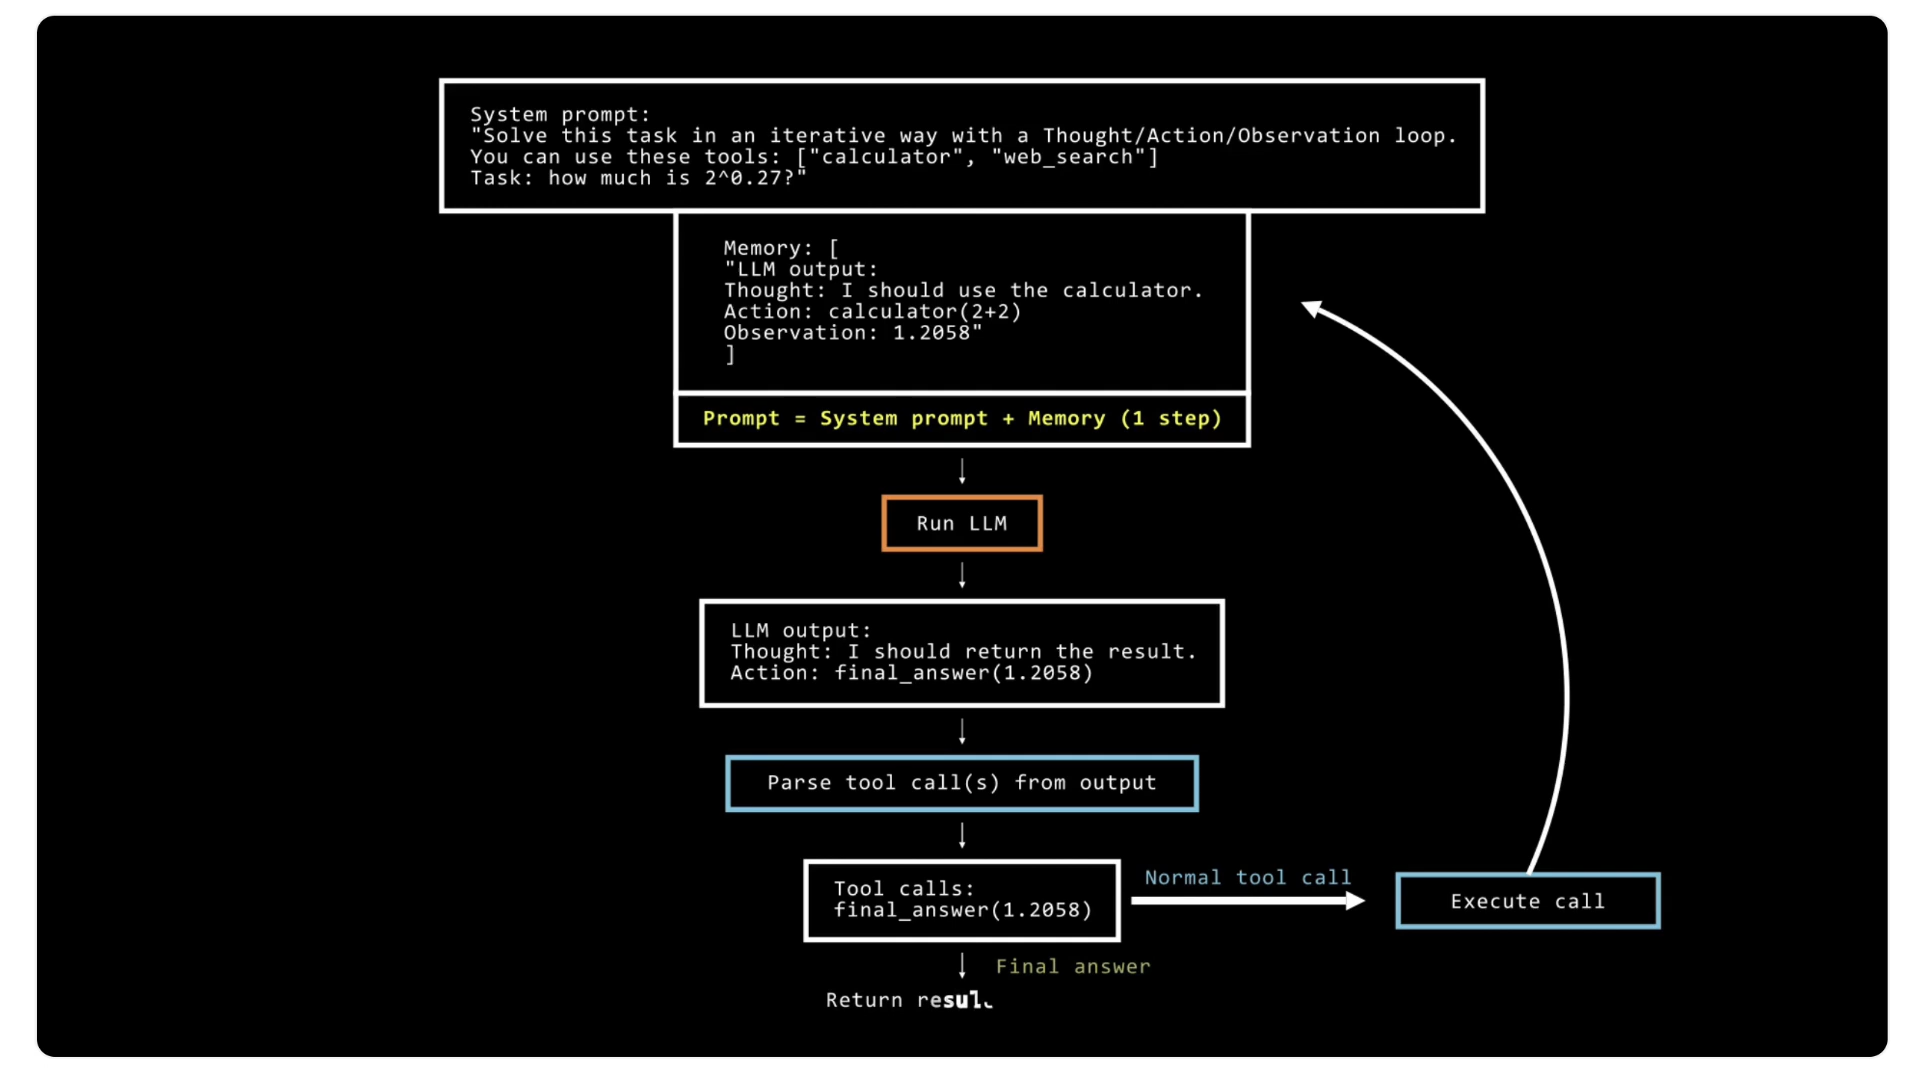 System prompt:
"Solve this task in an iterative way with a Thought/Action/Observation loop.
You can use these tools: ["calculator", "web_search"]
Task: how much is 2^0.27?"
Memory: [
"LLM output:
Thought: I should use the calculator.
Action: calculator(2+2)
Observation: 1.2058"
]
Prompt = System prompt + Memory (1 step)
Run LLM
LLM output:
Thought: I should return the result.
Action: final_answer(1.2058)
Parse tool call(s) from output
Tool calls:
final_answer(1.2058)
Normal tool call
Execute call
Final answer
Return result